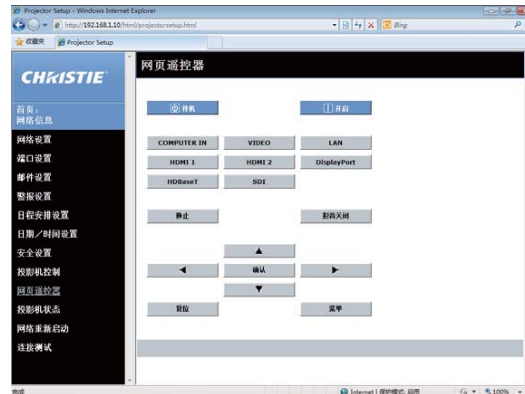 Projector Setup - Windows Internet Explorer
http://192.168.1.10/html/projectorsetup.html
Bing
收藏夹
Projector Setup
CHRISTIE
网页遥控器
首页:
网络信息
网络设置
端口设置
邮件设置
警报设置
日程安排设置
日期/时间设置
安全设置
投影机控制
网页遥控器
投影机状态
网络重新启动
连接测试
待机
开启
COMPUTER IN
VIDEO
LAN
HDMI 1
HDMI 2
DisplayPort
HDBaseT
SDI
静止
影音关闭
▲
◀
确认
▶
▼
复位
菜单
完成
Internet | 保护模式: 启用
100%